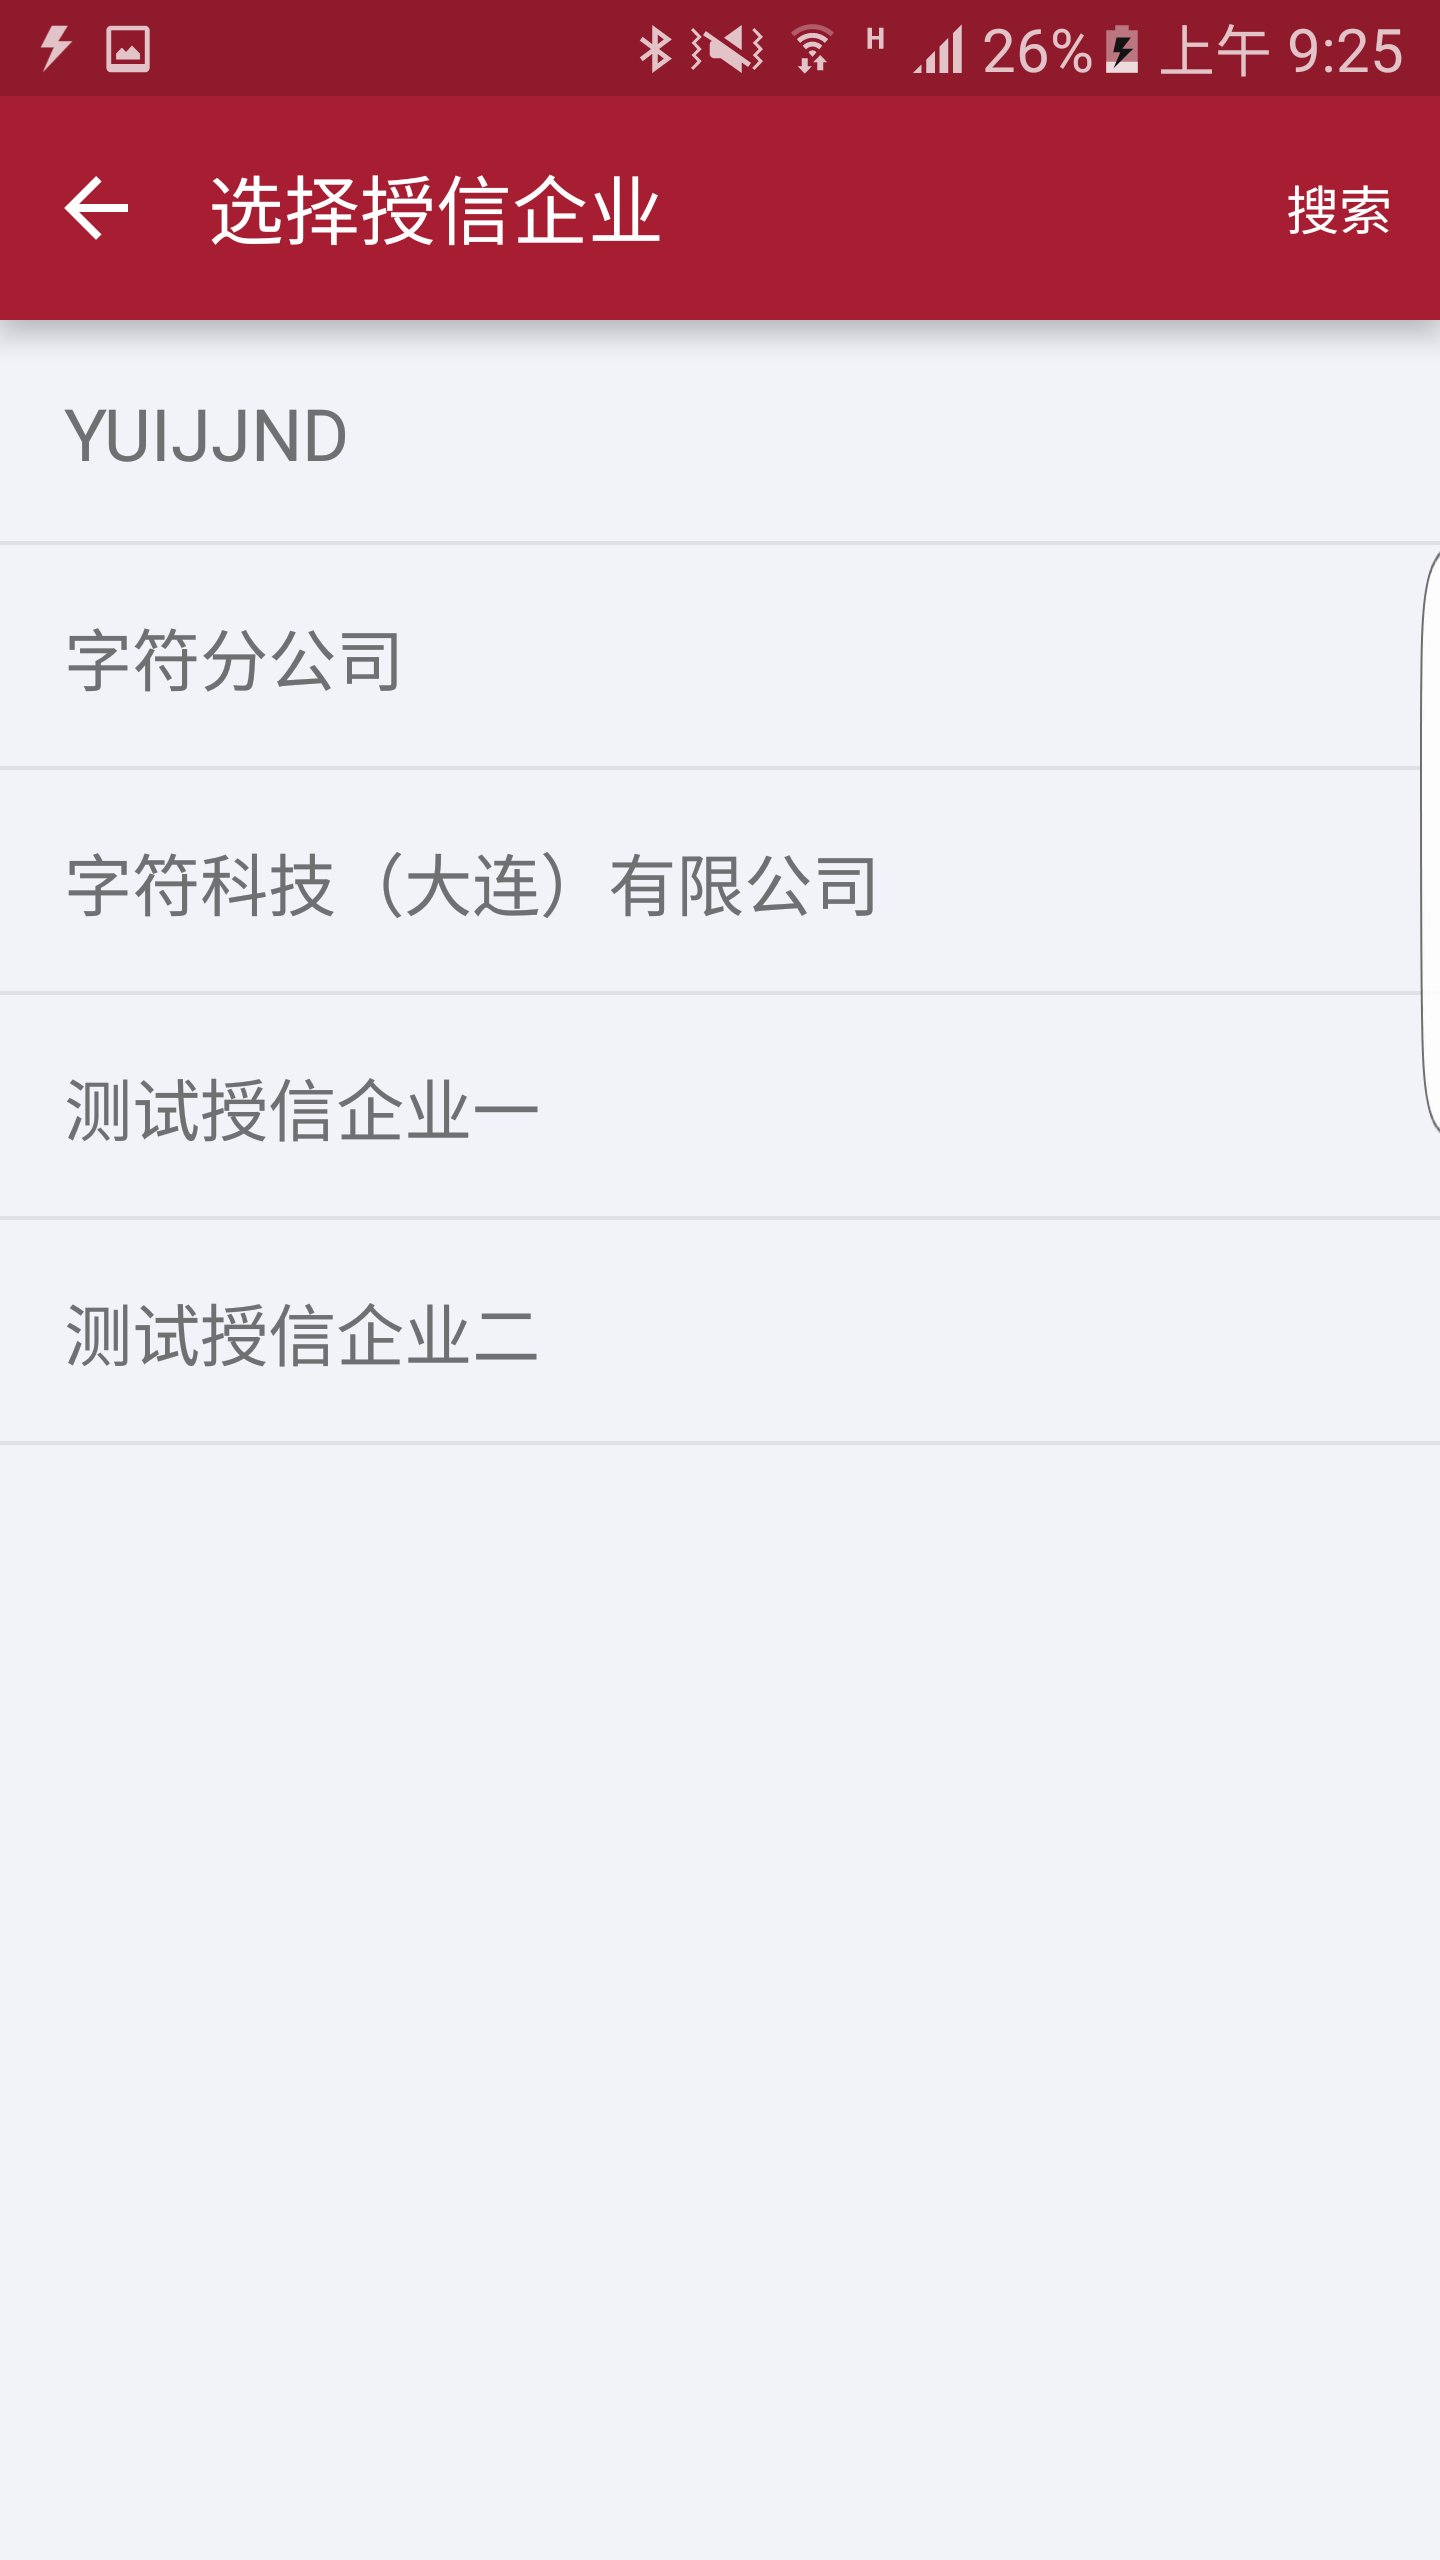 H 26% 上午 9:25
选择授信企业 搜索
YUIJJND
字符分公司
字符科技（大连）有限公司
测试授信企业一
测试授信企业二